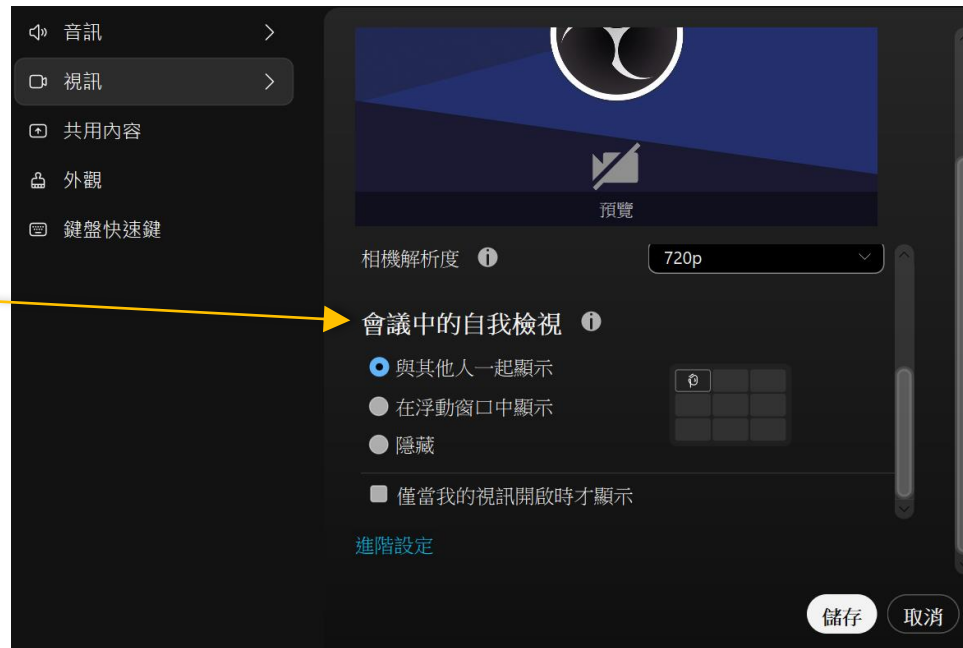 音訊
視訊
共用內容
外觀
鍵盤快速鍵
預覽
相機解析度
720p
會議中的自我檢視
與其他人一起顯示
在浮動窗口中顯示
隱藏
僅當我的視訊開啟時才顯示
進階設定
儲存
取消